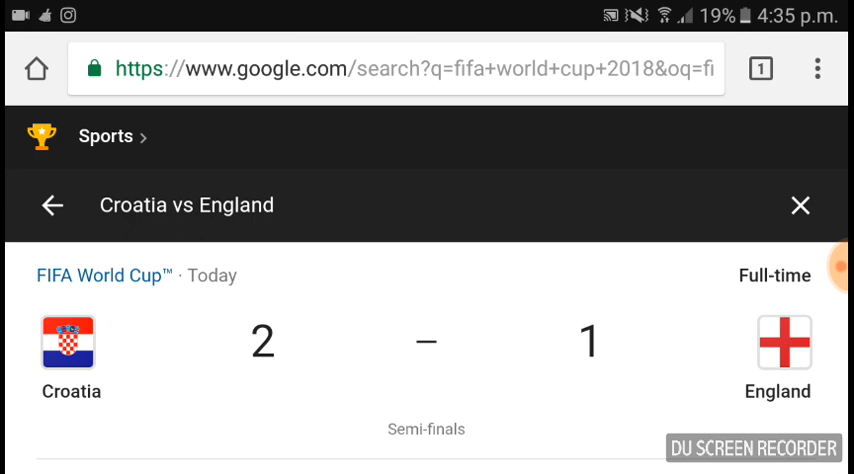 19% 4:35 p.m.
https://www.google.com/search?q=fifa+world+cup+2018&oq=fi
1
Sports
Croatia vs England
FIFA World Cup™ · Today Full-time
2 – 1
Croatia England
Semi-finals
DU SCREEN RECORDER